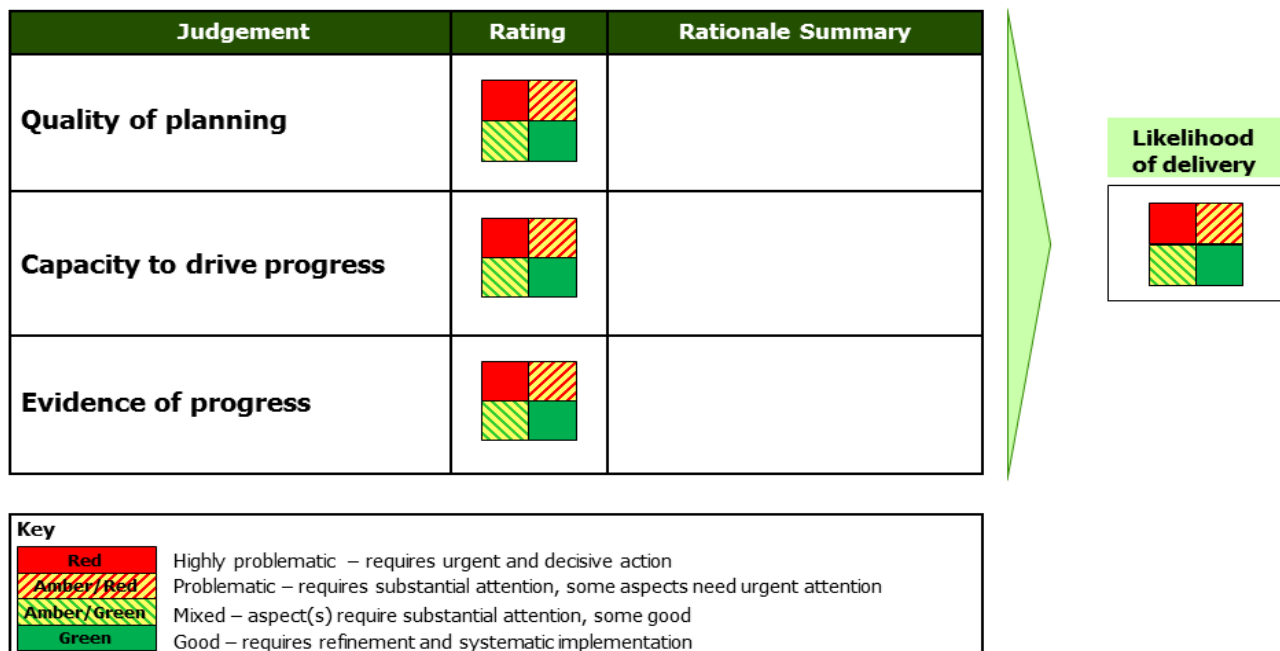 Judgement Rating Rationale Summary
Quality of planning
Capacity to drive progress
Evidence of progress
Likelihood
of delivery
Key
Red Highly problematic – requires urgent and decisive action
Amber/Red Problematic – requires substantial attention, some aspects need urgent attention
Amber/Green Mixed – aspect(s) require substantial attention, some good
Green Good – requires refinement and systematic implementation